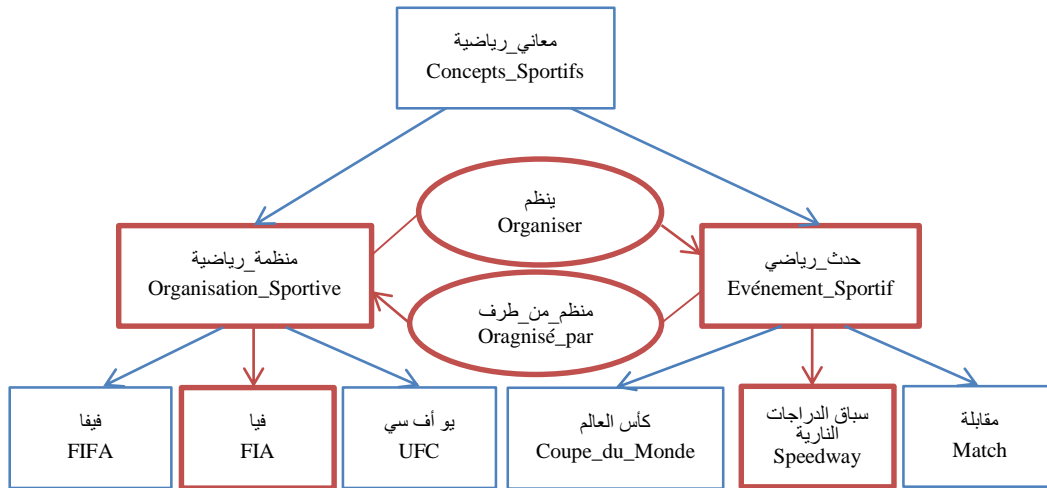 معاني_رياضية
Concepts_Sportifs
ينظم
Organiser
منظمة_رياضية
Organisation_Sportive
حدث_رياضي
Evénement_Sportif
منظم_من_طرف
Oragnisé_par
فيفا
FIFA
فيا
FIA
يو أف سي
UFC
كأس العالم
Coupe_du_Monde
سباق الدراجات
النارية
Speedway
مقابلة
Match